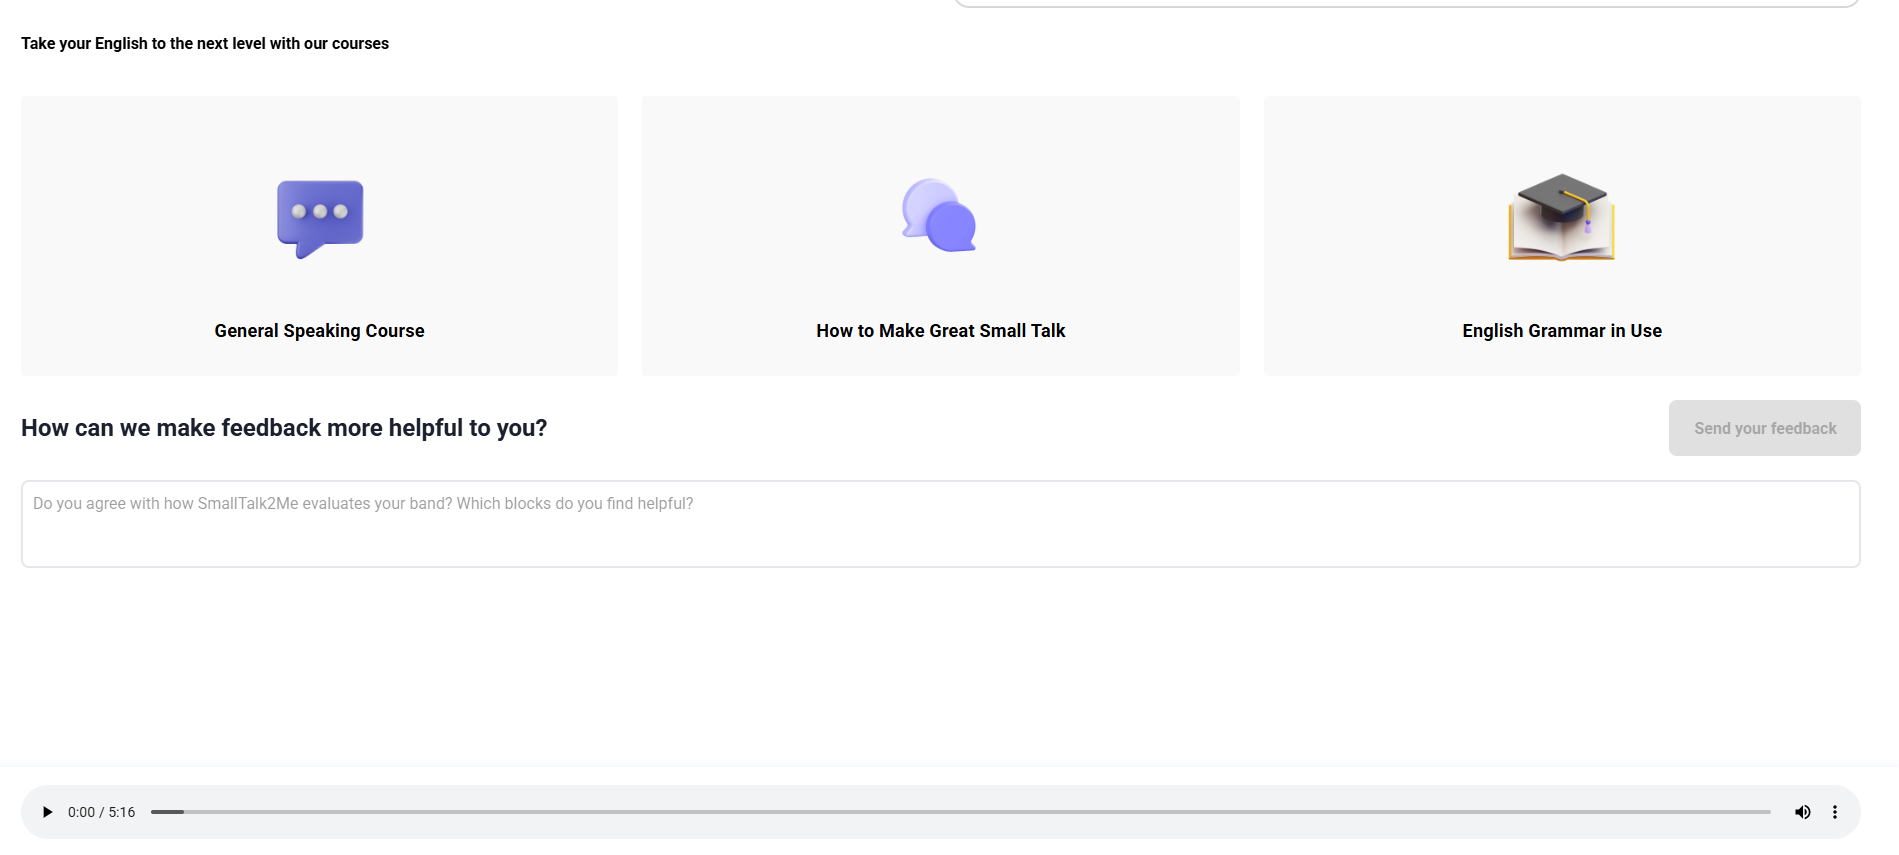 Take your English to the next level with our courses
General Speaking Course
How to Make Great Small Talk
English Grammar in Use
How can we make feedback more helpful to you?
Send your feedback
Do you agree with how SmallTalk2Me evaluates your band? Which blocks do you find helpful?
0:00 / 5:16